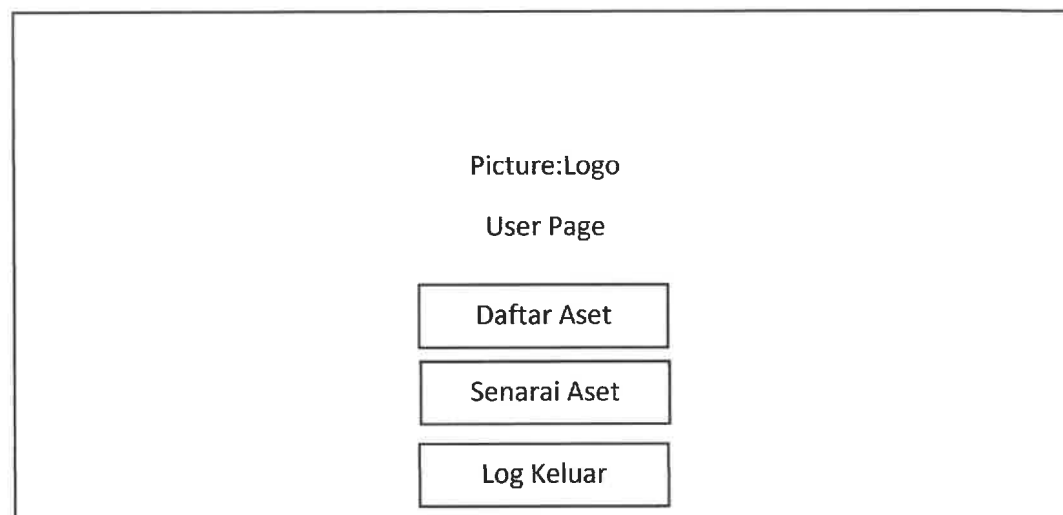 Picture:Logo
User Page
Daftar Aset
Senarai Aset
Log Keluar